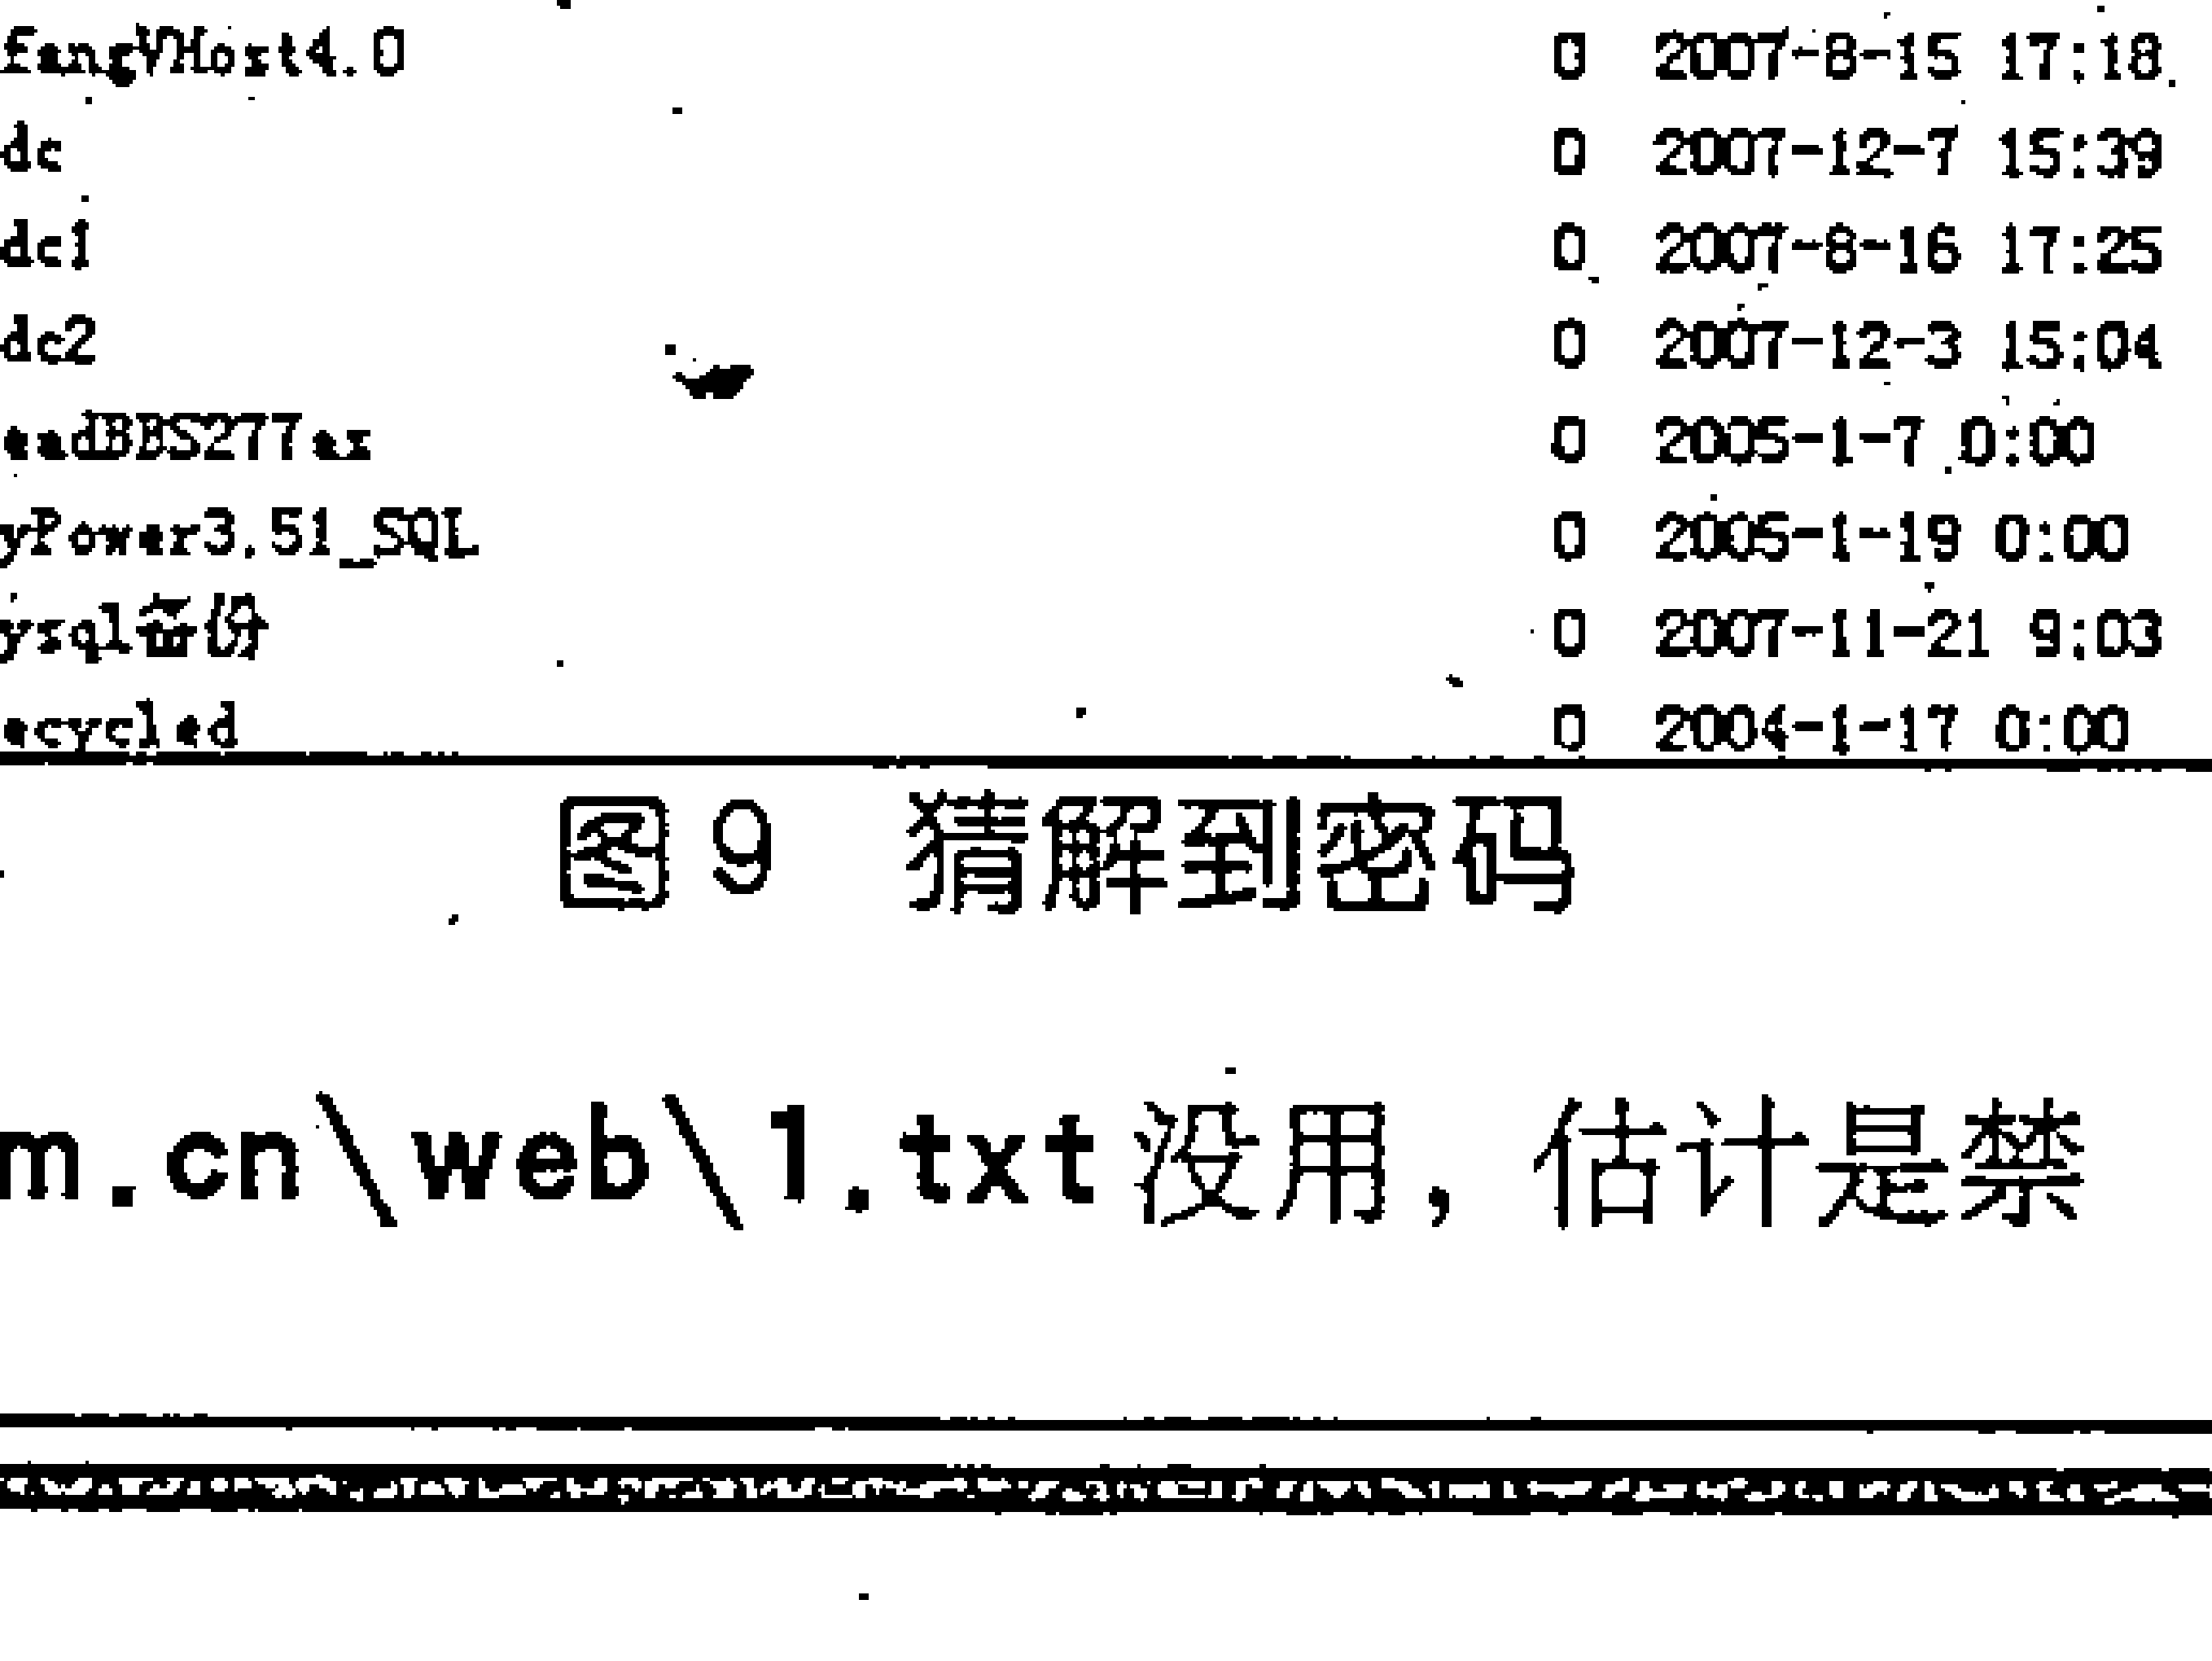 fangVHost4.0 0 2007-8-15 17:18
dc 0 2007-12-7 15:39
dc1 0 2007-8-16 17:25
dc2 0 2007-12-3 15:04
eadBBS277ax 0 2005-1-7 0:00
yPower3.51_SQL 0 2005-1-19 0:00
ysql备份 0 2007-11-21 9:03
ecycled 0 2004-1-17 0:00
图9 猜解到密码
m.cn\web\1.txt没用，估计是禁